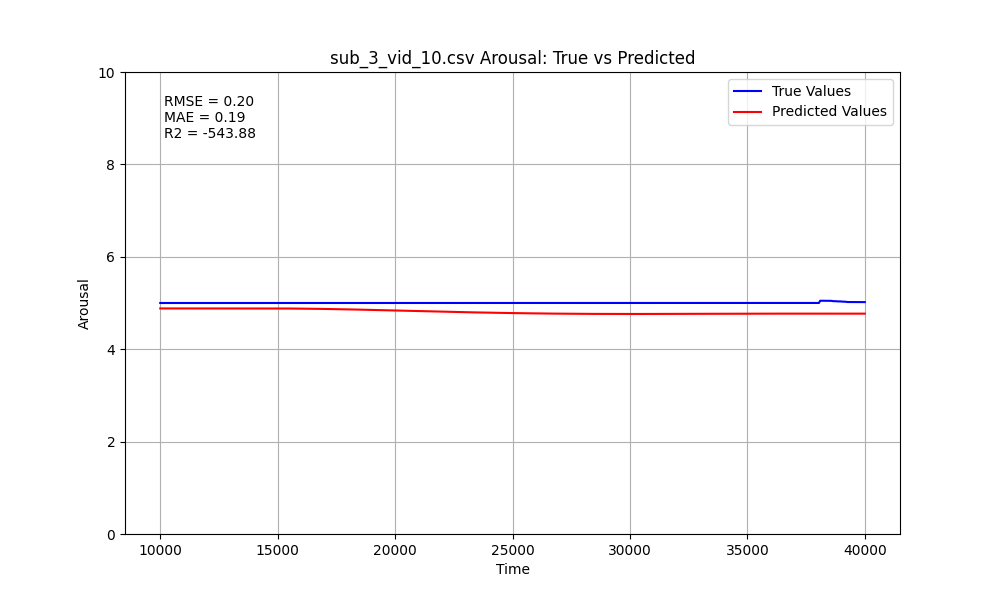 sub_3_vid_10.csv Arousal: True vs Predicted
RMSE = 0.20
MAE = 0.19
R2 = -543.88
True Values
Predicted Values
10
8
6
4
2
0
Arousal
10000
15000
20000
25000
30000
35000
40000
Time